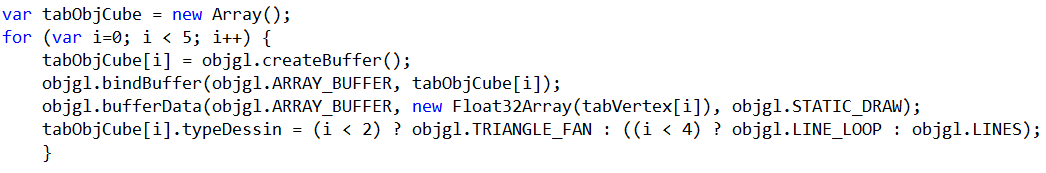 var tabObjCube = new Array();
for (var i=0; i < 5; i++) {
    tabObjCube[i] = objgl.createBuffer();
    objgl.bindBuffer(objgl.ARRAY_BUFFER, tabObjCube[i]);
    objgl.bufferData(objgl.ARRAY_BUFFER, new Float32Array(tabVertex[i]), objgl.STATIC_DRAW);
    tabObjCube[i].typeDessin = (i < 2) ? objgl.TRIANGLE_FAN : ((i < 4) ? objgl.LINE_LOOP : objgl.LINES);
    }